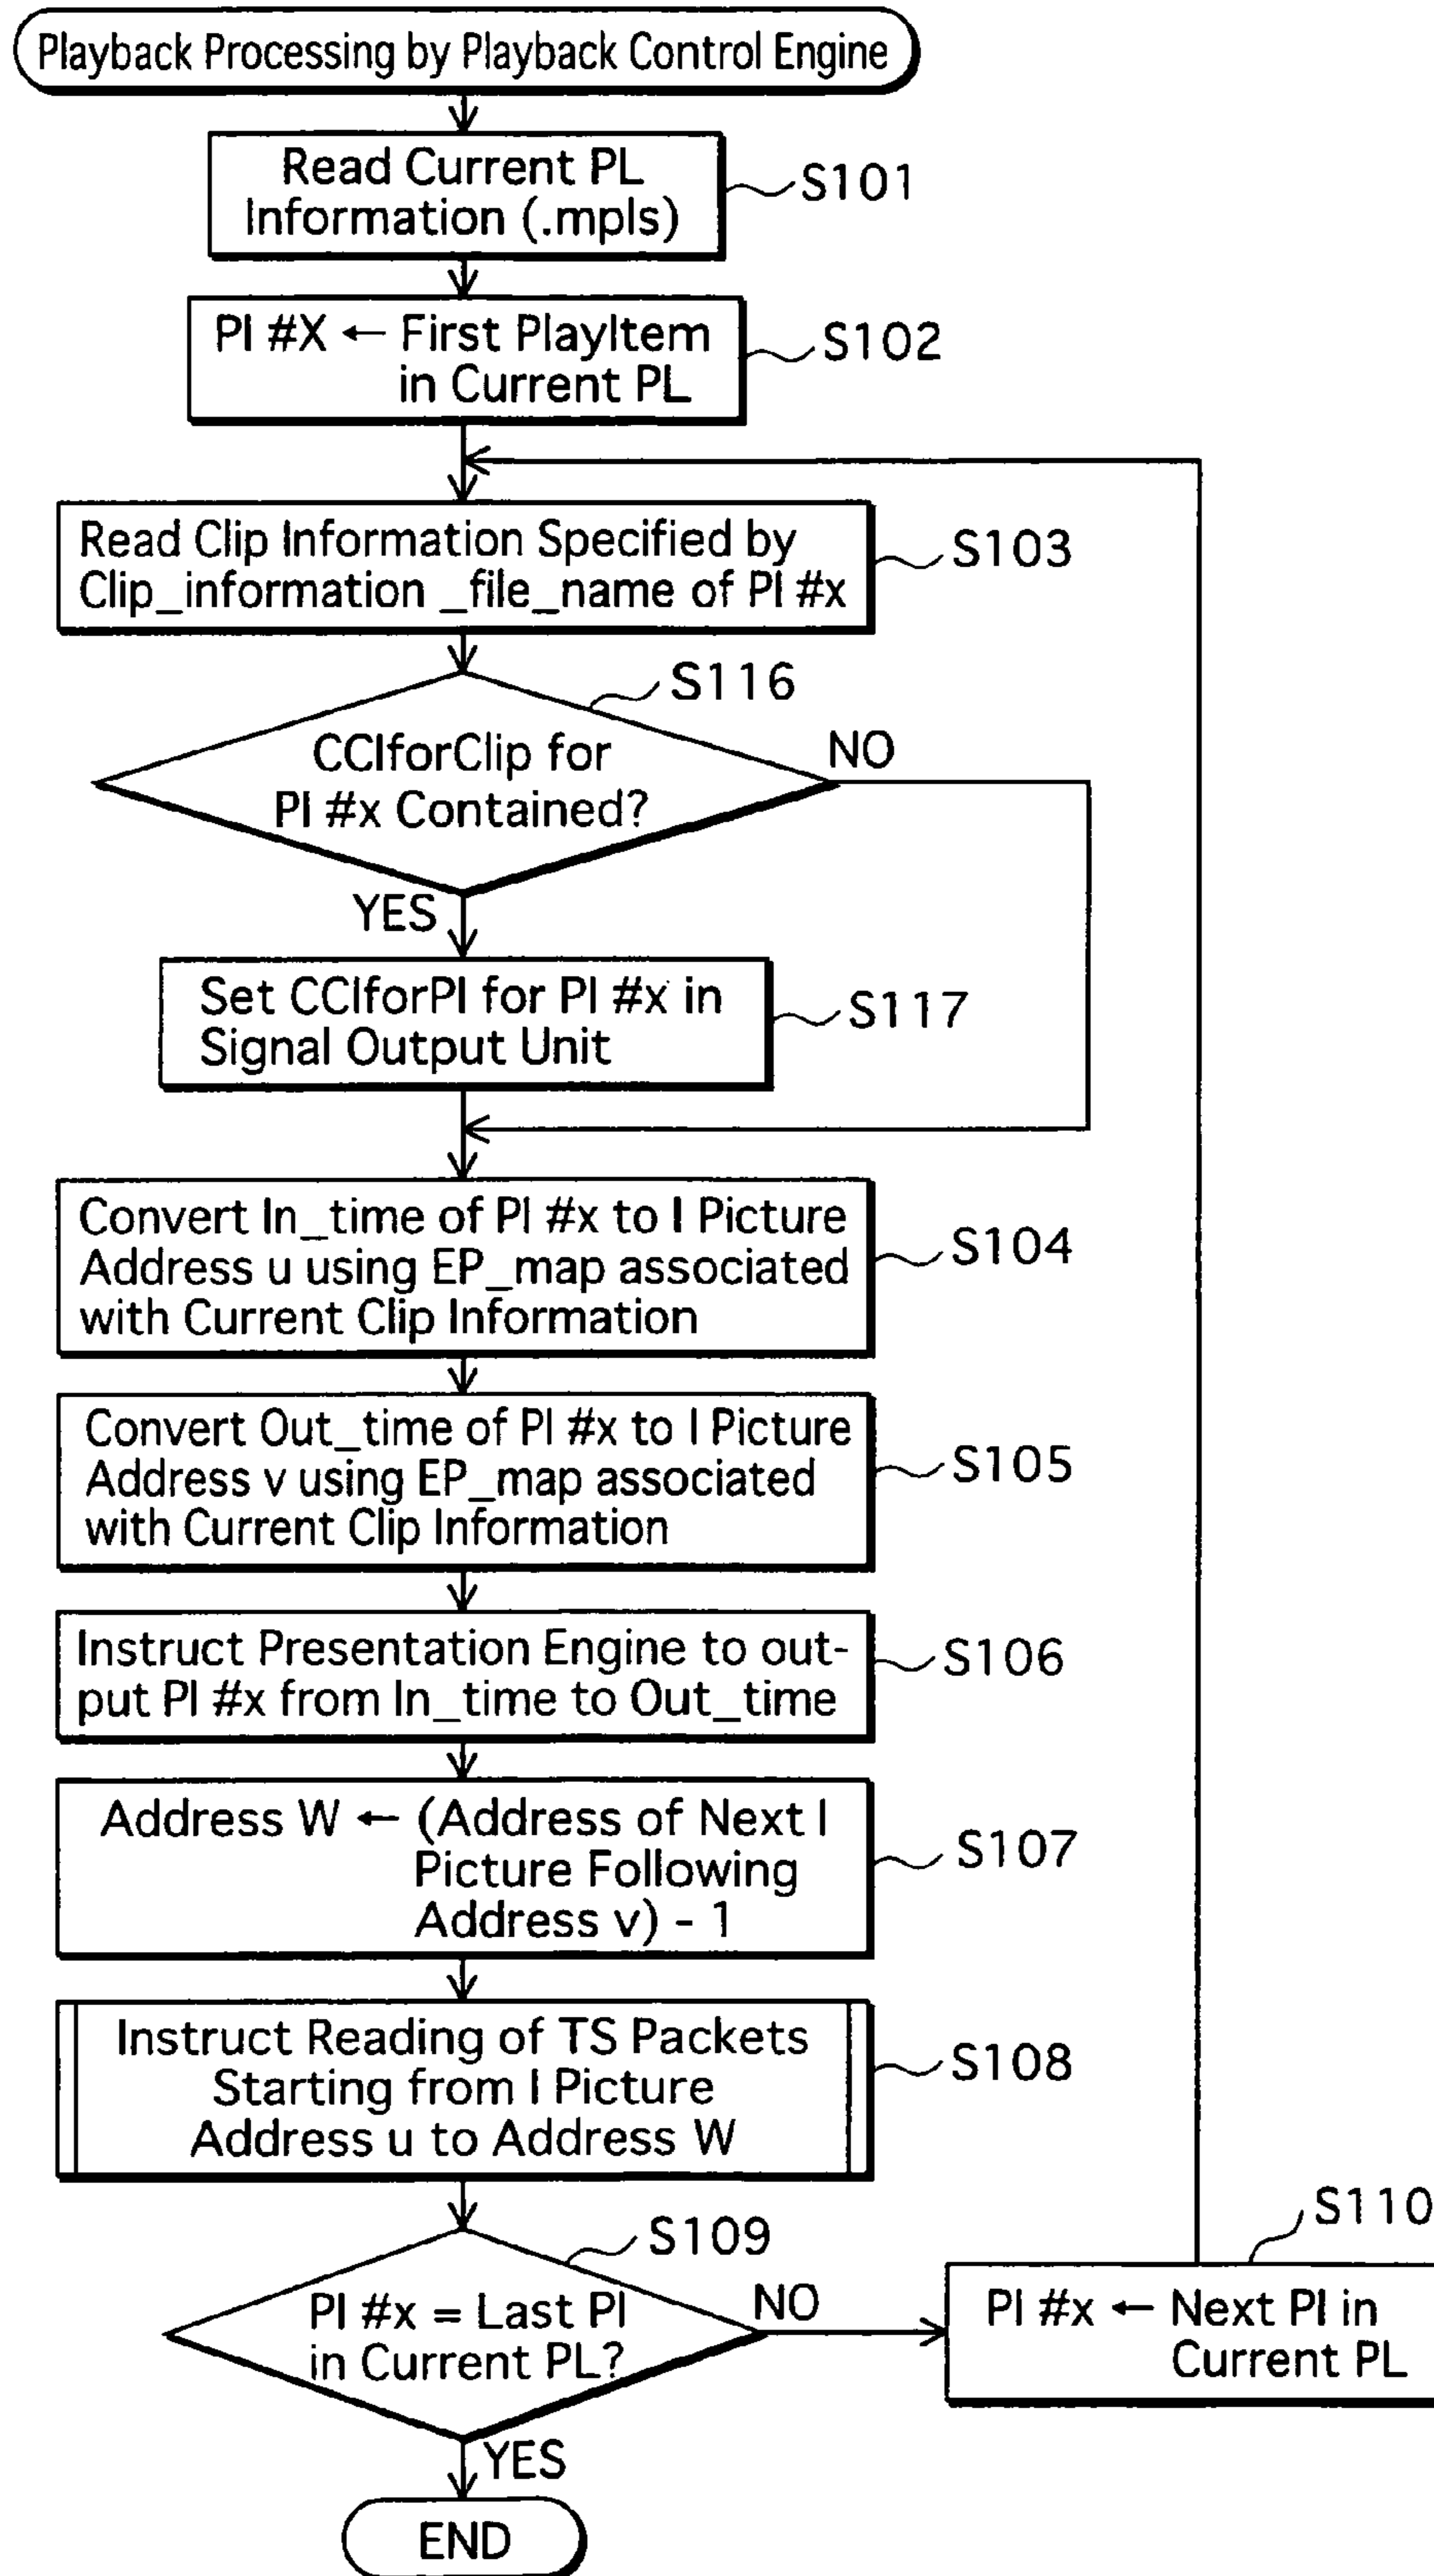 Playback Processing by Playback Control Engine
Read Current PL
Information (.mpls)
S101
PI #X ← First PlayItem
in Current PL
S102
Read Clip Information Specified by
Clip_information _file_name of PI #x
S103
S116
CCIforClip for
PI #x Contained?
NO
YES
Set CCIforPI for PI #x in
Signal Output Unit
S117
Convert In_time of PI #x to I Picture
Address u using EP_map associated
with Current Clip Information
S104
Convert Out_time of PI #x to I Picture
Address v using EP_map associated
with Current Clip Information
S105
Instruct Presentation Engine to out-
put PI #x from In_time to Out_time
S106
Address W ← (Address of Next I
Picture Following
Address v) - 1
S107
Instruct Reading of TS Packets
Starting from I Picture
Address u to Address W
S108
S109
PI #x = Last PI
in Current PL?
NO
S110
PI #x ← Next PI in
Current PL
YES
END